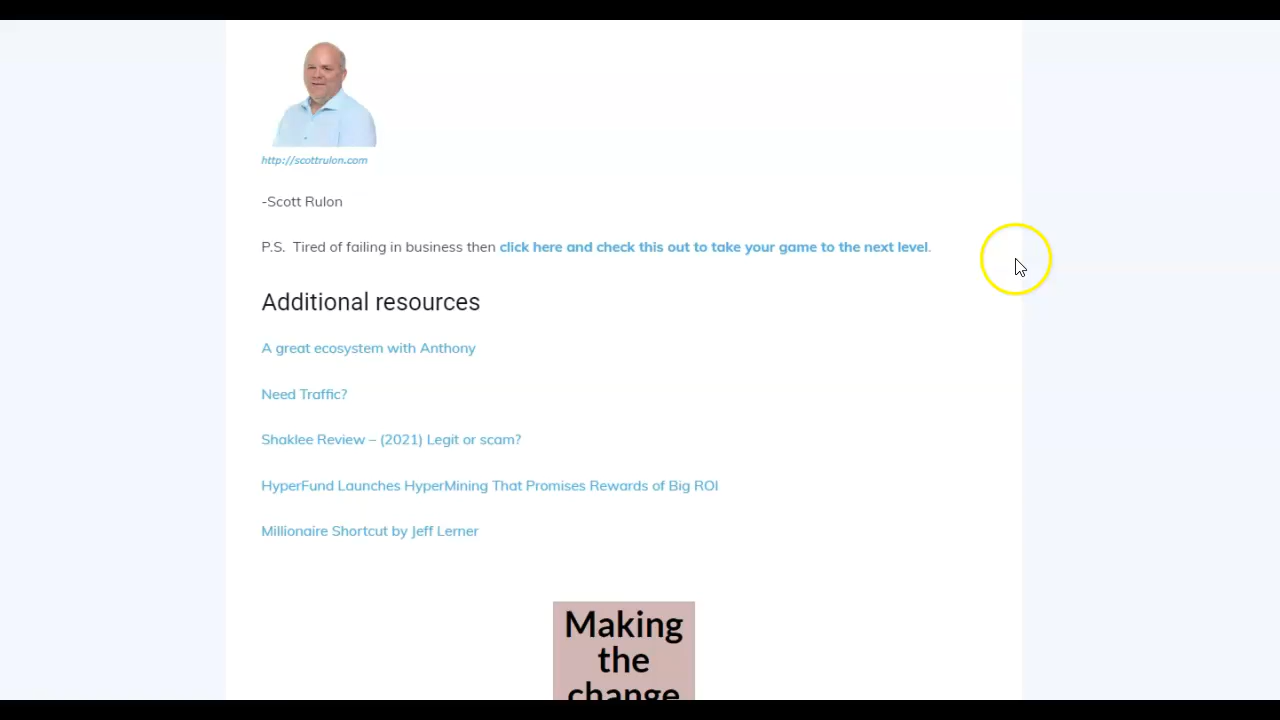 http://scottrulon.com
-Scott Rulon
P.S. Tired of failing in business then click here and check this out to take your game to the next level.
Additional resources
A great ecosystem with Anthony
Need Traffic?
Shaklee Review – (2021) Legit or scam?
HyperFund Launches HyperMining That Promises Rewards of Big ROI
Millionaire Shortcut by Jeff Lerner
Making
the
change